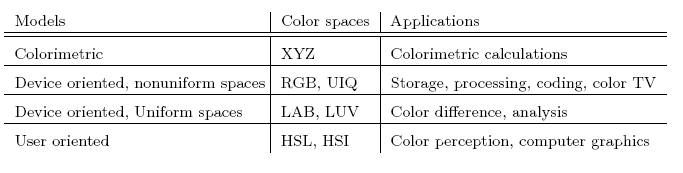 Models Color spaces Applications
Colorimetric XYZ Colorimetric calculations
Device oriented, nonuniform spaces RGB, UIQ Storage, processing, coding, color TV
Device oriented, Uniform spaces LAB, LUV Color difference, analysis
User oriented HSL, HSI Color perception, computer graphics